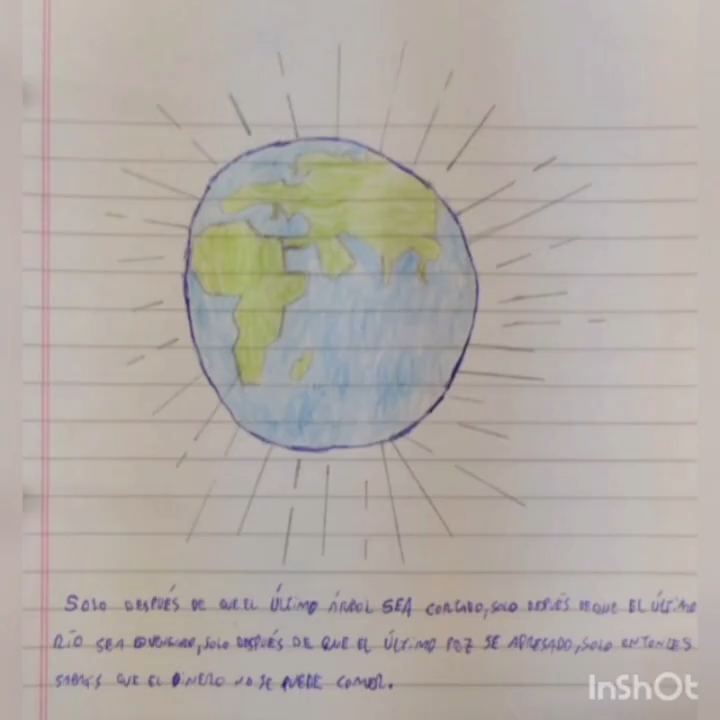 SOLO DESPUÉS DE QUE EL ÚLTIMO ÁRBOL SEA CORTADO, SOLO DESPUÉS DE QUE EL ÚLTIMO
RÍO SEA ENVENENADO, SOLO DESPUÉS DE QUE EL ÚLTIMO PEZ SE APRESADO, SOLO ENTONCES
SABRÁS QUE EL DINERO NO SE PUEDE COMER.
InShOt